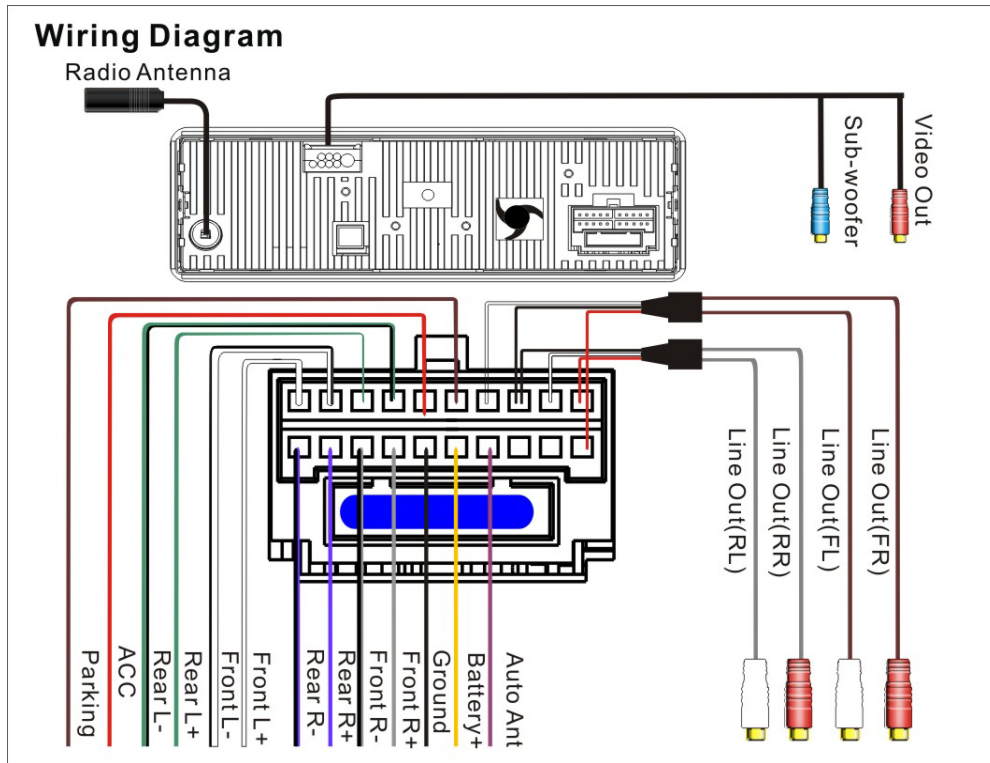 Wiring Diagram
Radio Antenna
Sub-woofer
Video Out
Line Out(RL)
Line Out(RR)
Line Out(FL)
Line Out(FR)
Parking
ACC
Rear L-
Rear L+
Front L-
Front L+
Rear R-
Rear R+
Front R-
Front R+
Ground
Battery+
Auto Ant